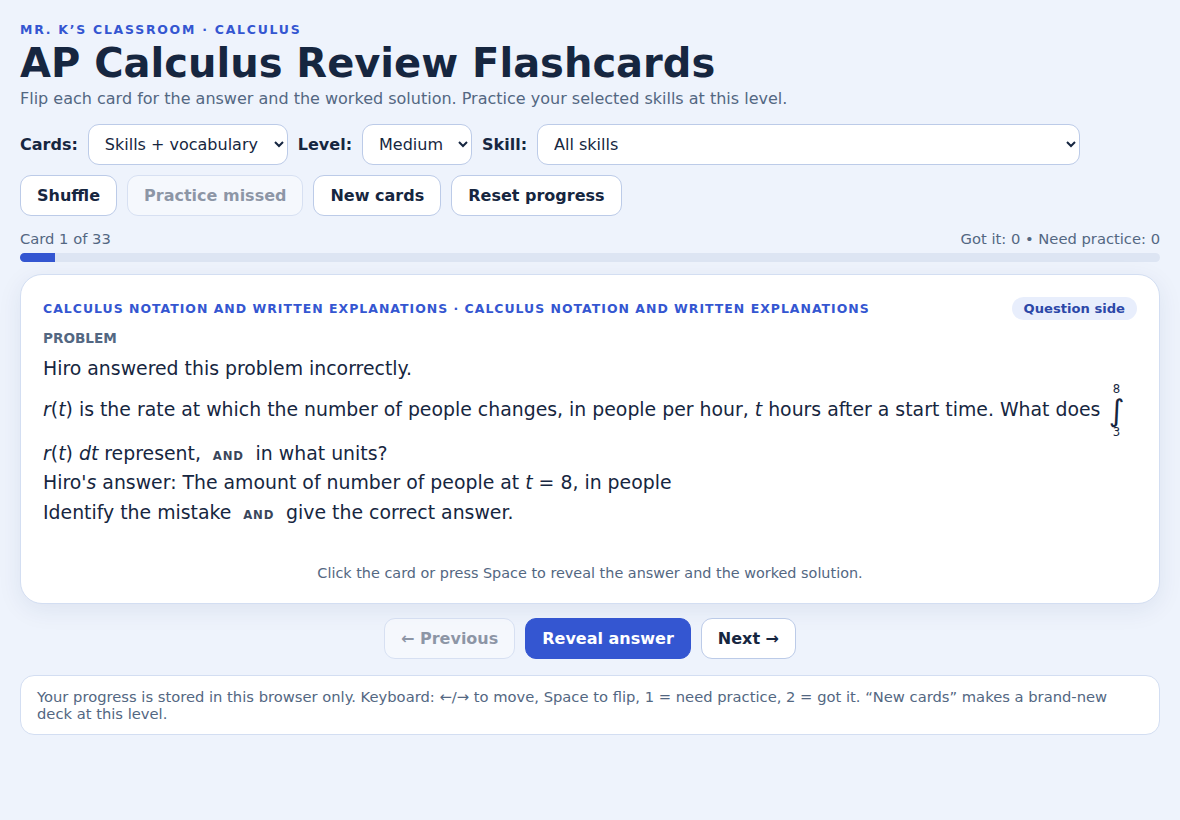 MR. K’S CLASSROOM · CALCULUS
AP Calculus Review Flashcards
Flip each card for the answer and the worked solution. Practice your selected skills at this level.
Cards: Skills + vocabulary Level: Medium Skill: All skills
Shuffle Practice missed New cards Reset progress
Card 1 of 33 Got it: 0 • Need practice: 0
CALCULUS NOTATION AND WRITTEN EXPLANATIONS · CALCULUS NOTATION AND WRITTEN EXPLANATIONS Question side
PROBLEM
Hiro answered this problem incorrectly.
r(t) is the rate at which the number of people changes, in people per hour, t hours after a start time. What does ∫₃⁸
r(t) dt represent, AND in what units?
Hiro's answer: The amount of number of people at t = 8, in people
Identify the mistake AND give the correct answer.
Click the card or press Space to reveal the answer and the worked solution.
← Previous Reveal answer Next →
Your progress is stored in this browser only. Keyboard: ←/→ to move, Space to flip, 1 = need practice, 2 = got it. “New cards” makes a brand-new
deck at this level.